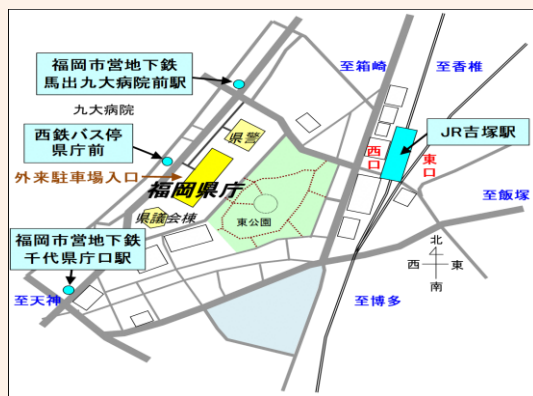 福岡市営地下鉄
馬出九大病院前駅
至箱崎
至香椎
九大病院
県警
JR吉塚駅
西鉄バス停
県庁前
西口
東口
外来駐車場入口
福岡県庁
至飯塚
県議会棟
東公園
福岡市営地下鉄
千代県庁口駅
北
西
東
南
至天神
至博多